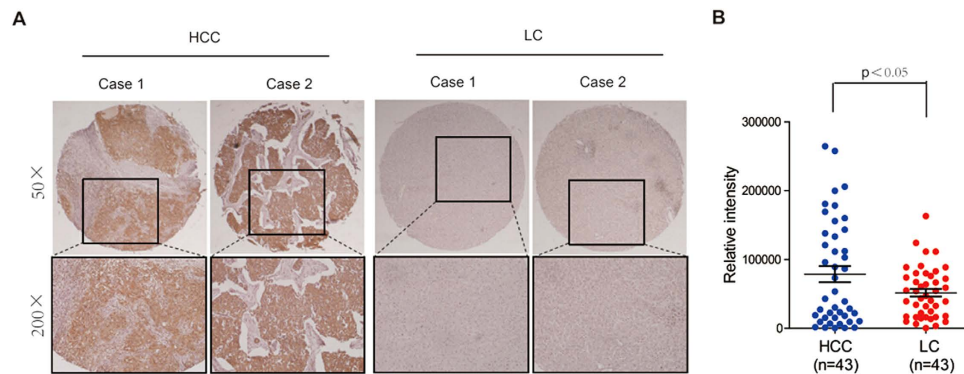 A
HCC
LC
Case 1
Case 2
Case 1
Case 2
50×
200×
B
p<0.05
Relative intensity
300000
200000
100000
0
HCC
(n=43)
LC
(n=43)